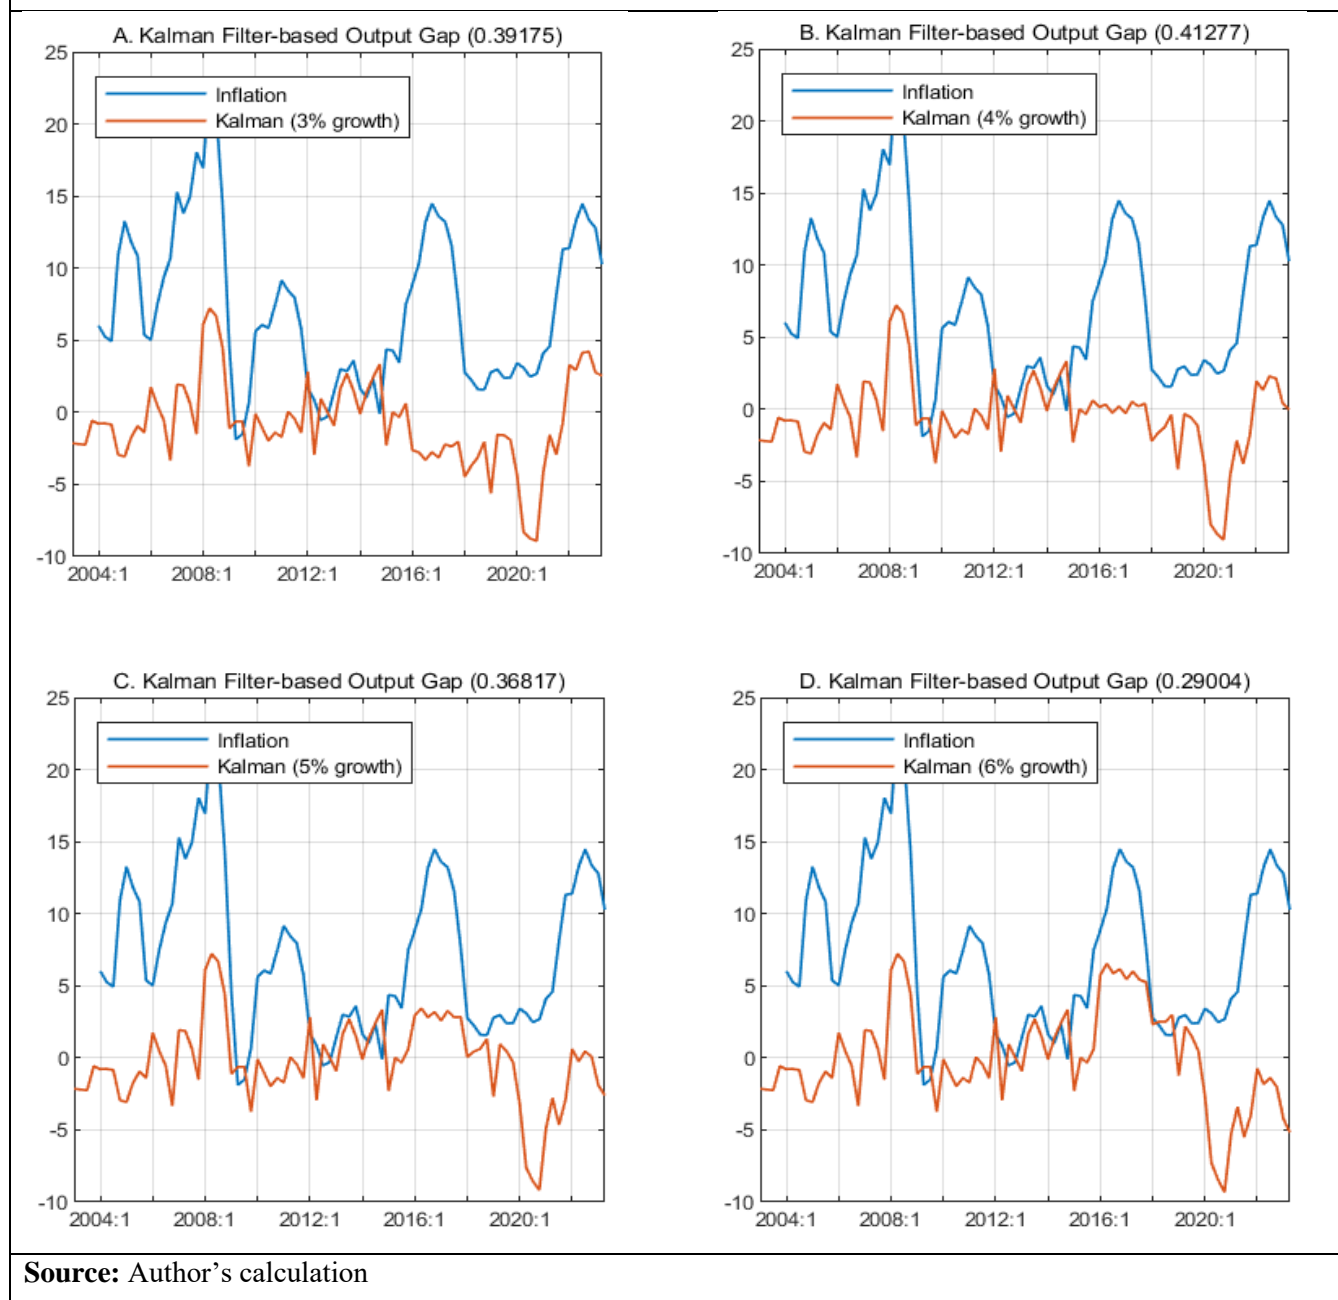 A. Kalman Filter-based Output Gap (0.39175)
25
20
15
10
5
0
-5
-10
Inflation
Kalman (3% growth)
2004:1 2008:1 2012:1 2016:1 2020:1
B. Kalman Filter-based Output Gap (0.41277)
25
20
15
10
5
0
-5
-10
Inflation
Kalman (4% growth)
2004:1 2008:1 2012:1 2016:1 2020:1
C. Kalman Filter-based Output Gap (0.36817)
25
20
15
10
5
0
-5
-10
Inflation
Kalman (5% growth)
2004:1 2008:1 2012:1 2016:1 2020:1
D. Kalman Filter-based Output Gap (0.29004)
25
20
15
10
5
0
-5
-10
Inflation
Kalman (6% growth)
2004:1 2008:1 2012:1 2016:1 2020:1
Source: Author’s calculation